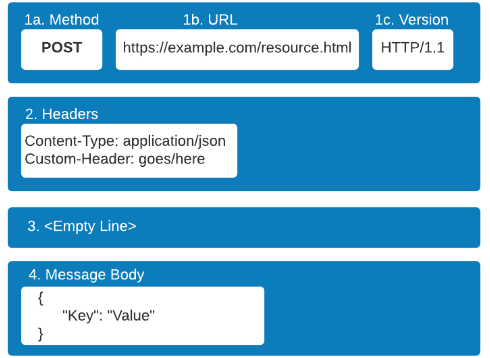 1a. Method 1b. URL 1c. Version
POST https://example.com/resource.html HTTP/1.1
2. Headers
Content-Type: application/json
Custom-Header: goes/here
3. <Empty Line>
4. Message Body
{
"Key": "Value"
}